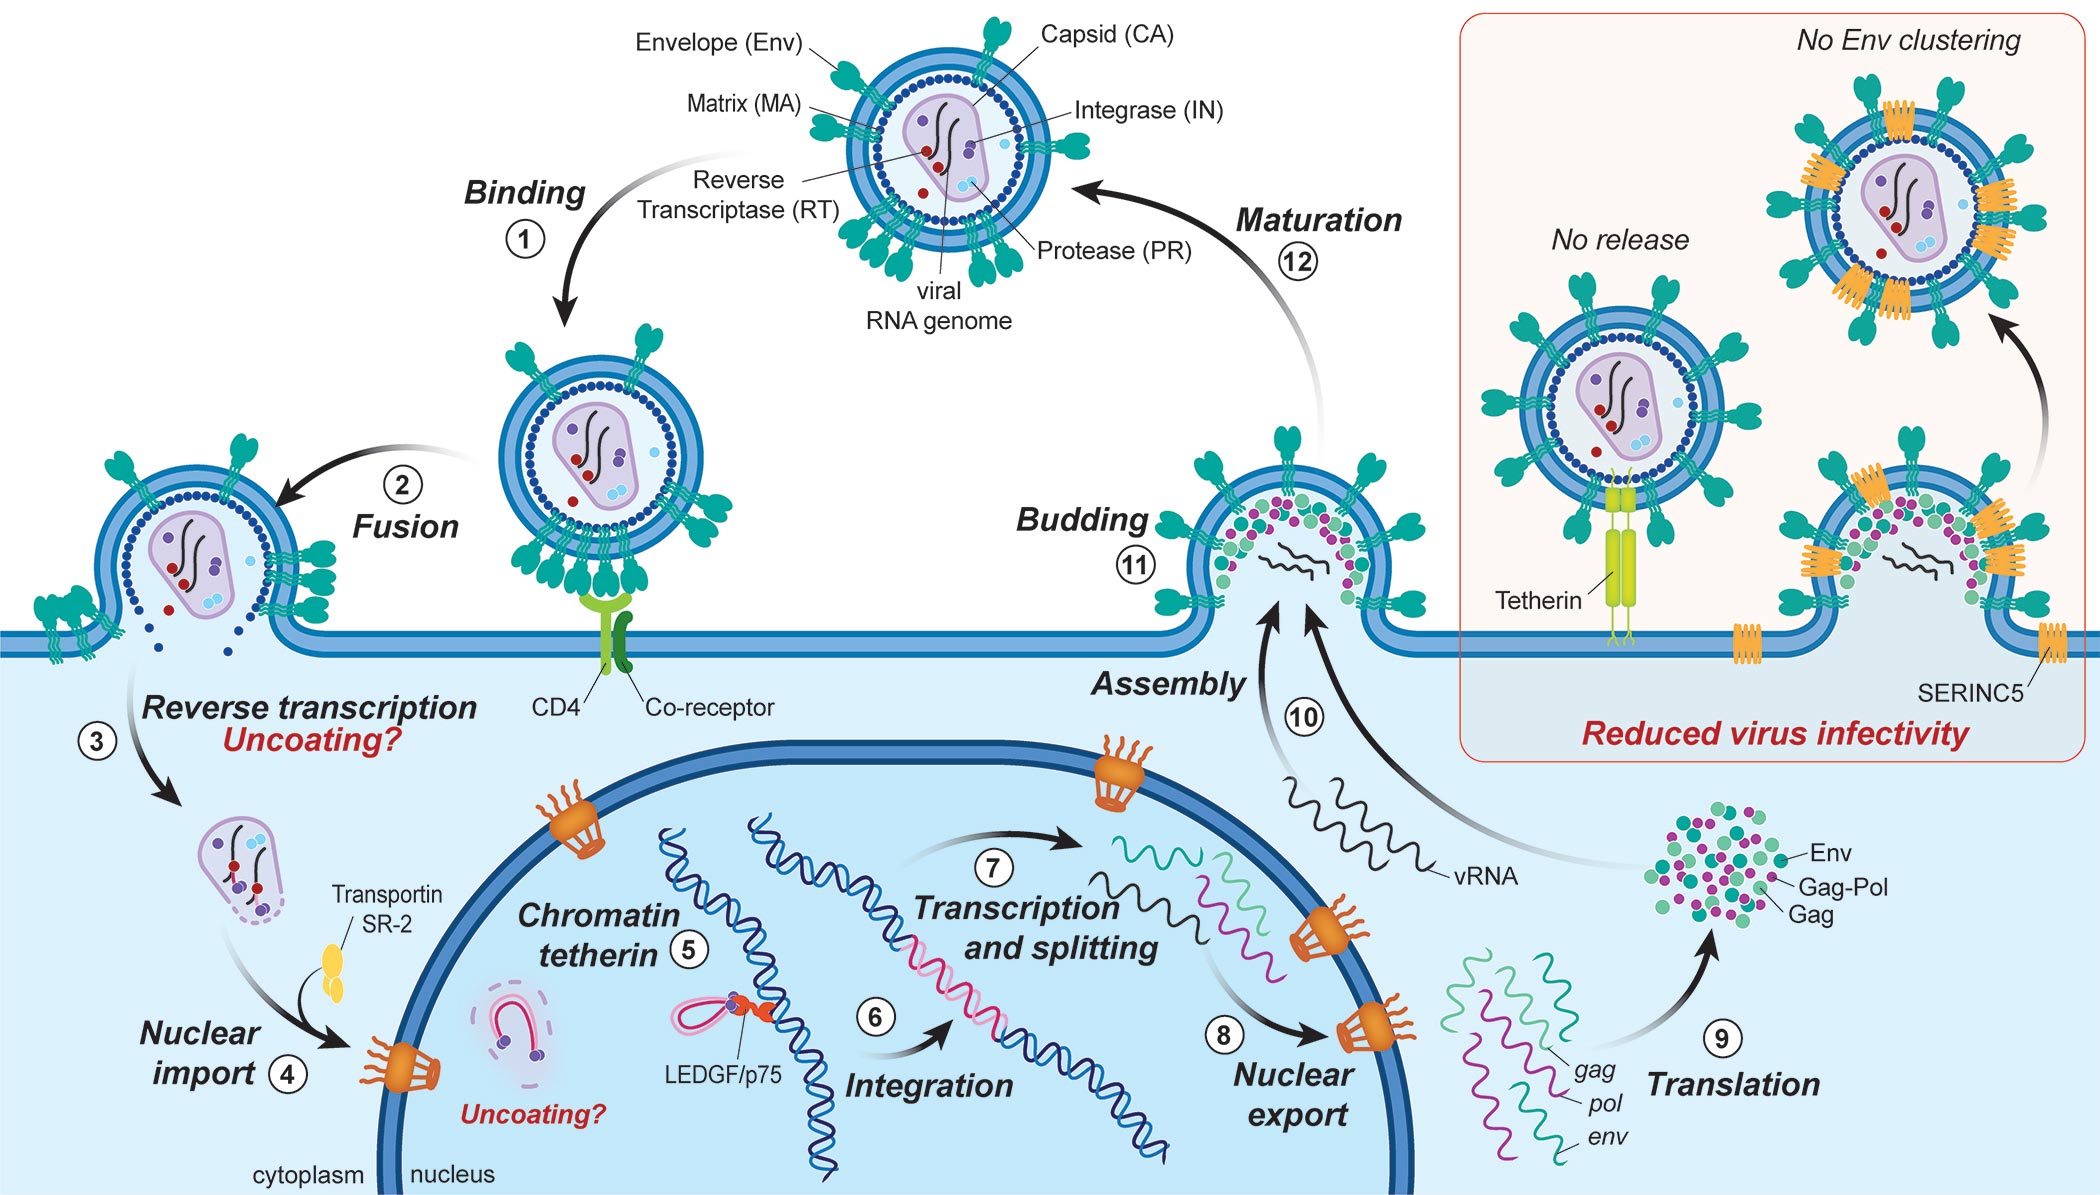 Envelope (Env)
Capsid (CA)
Matrix (MA)
Integrase (IN)
Reverse
Transcriptase (RT)
Protease (PR)
viral
RNA genome
Binding
1
2
Fusion
CD4
Co-receptor
3
Reverse transcription
Uncoating?
Transportin
SR-2
Nuclear
import
4
Uncoating?
cytoplasm
nucleus
Chromatin
tetherin
5
LEDGF/p75
6
Integration
7
Transcription
and splitting
8
Nuclear
export
gag
pol
env
9
Translation
Env
Gag-Pol
Gag
vRNA
Assembly
10
Budding
11
Maturation
12
No Env clustering
No release
Tetherin
SERINC5
Reduced virus infectivity